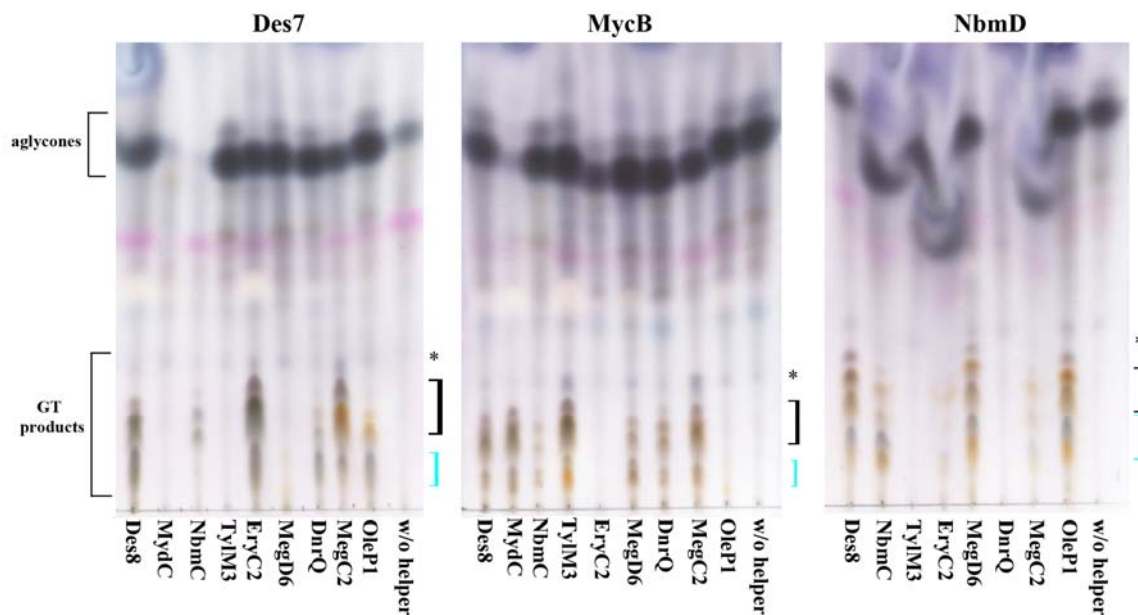 Des7
MycB
NbmD
aglycones
GT
products
*
*
*
Des8
MydC
NbmC
TylM3
EryC2
MegD6
DnrQ
MegC2
OleP1
w/o helper
Des8
MydC
NbmC
TylM3
EryC2
MegD6
DnrQ
MegC2
OleP1
w/o helper
Des8
NbmC
TylM3
EryC2
MegD6
DnrQ
MegC2
OleP1
w/o helper